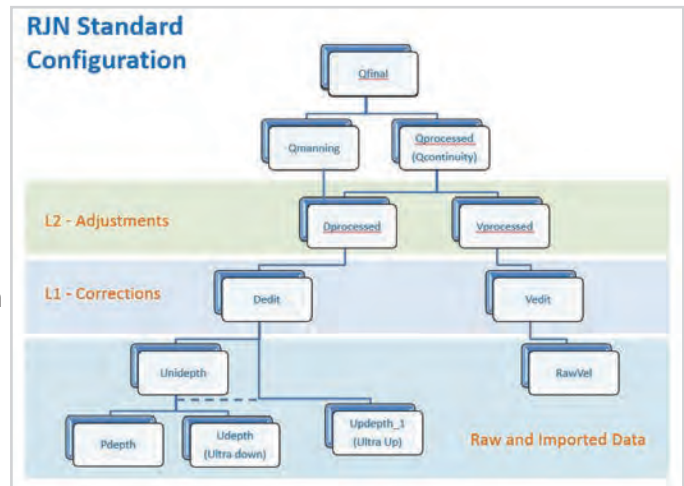 RJN Standard
Configuration
Qfinal
Qmanning
Qprocessed
(Qcontinuity)
L2 - Adjustments
Dprocessed
Vprocessed
L1 - Corrections
Dedit
Vedit
Unidepth
RawVel
Pdepth
Udepth
(Ultra down)
Updepth_1
(Ultra Up)
Raw and Imported Data